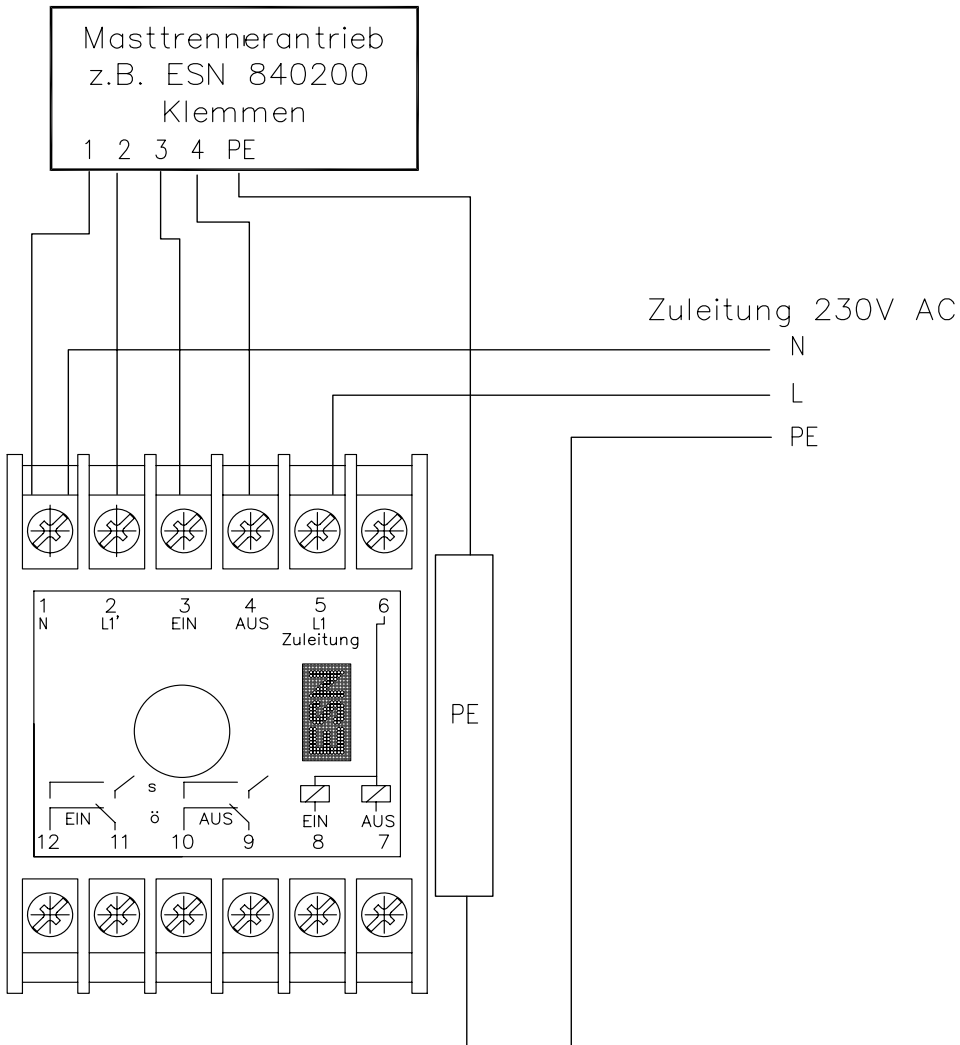 Masttrennerantrieb
z.B. ESN 840200
Klemmen
1 2 3 4 PE
Zuleitung 230V AC
N
L
PE
1 2 3 4 5 6
N L1' EIN AUS L1
Zuleitung
NSE
PE
s
EIN ö AUS EIN AUS
12 11 10 9 8 7